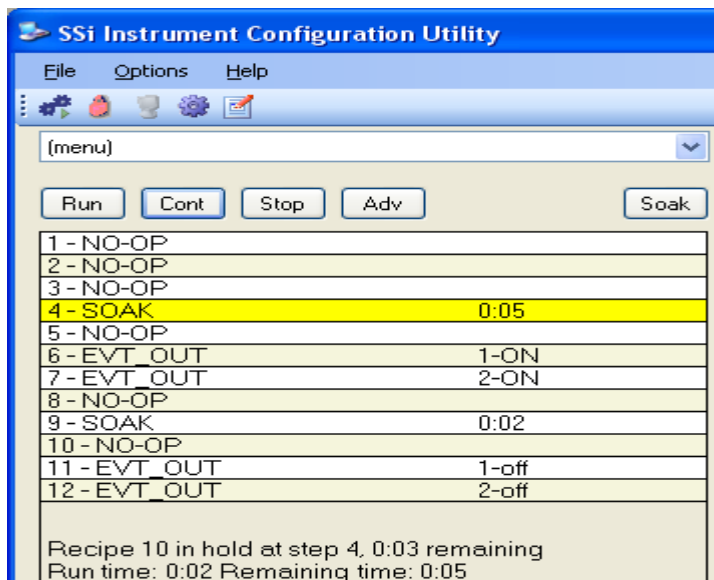 SSi Instrument Configuration Utility
File Options Help
(menu)
Run Cont Stop Adv Soak
1 - NO-OP
2 - NO-OP
3 - NO-OP
4 - SOAK 0:05
5 - NO-OP
6 - EVT_OUT 1-ON
7 - EVT_OUT 2-ON
8 - NO-OP
9 - SOAK 0:02
10 - NO-OP
11 - EVT_OUT 1-off
12 - EVT_OUT 2-off
Recipe 10 in hold at step 4, 0:03 remaining
Run time: 0:02 Remaining time: 0:05